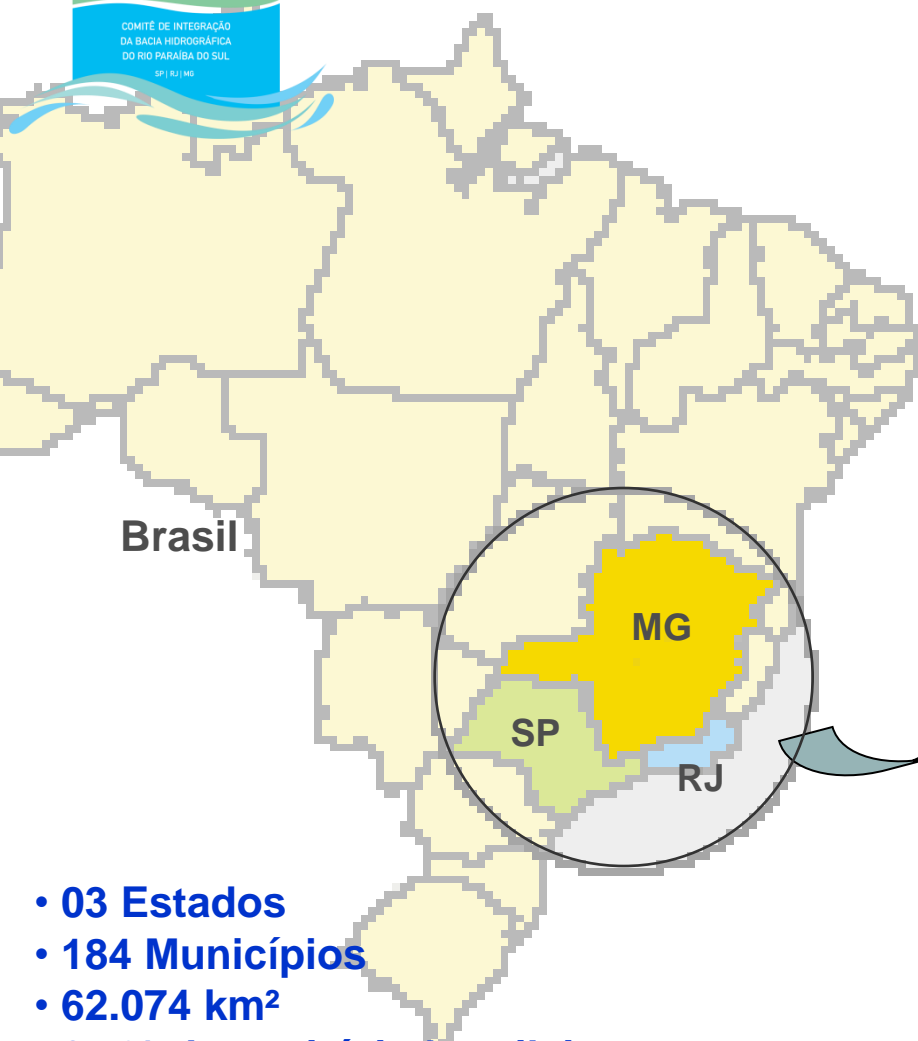 COMITÊ DE INTEGRAÇÃO
DA BACIA HIDROGRÁFICA
DO RIO PARAÍBA DO SUL
SP | RJ | MG
Brasil
MG
SP
RJ
• 03 Estados
• 184 Municípios
• 62.074 km²